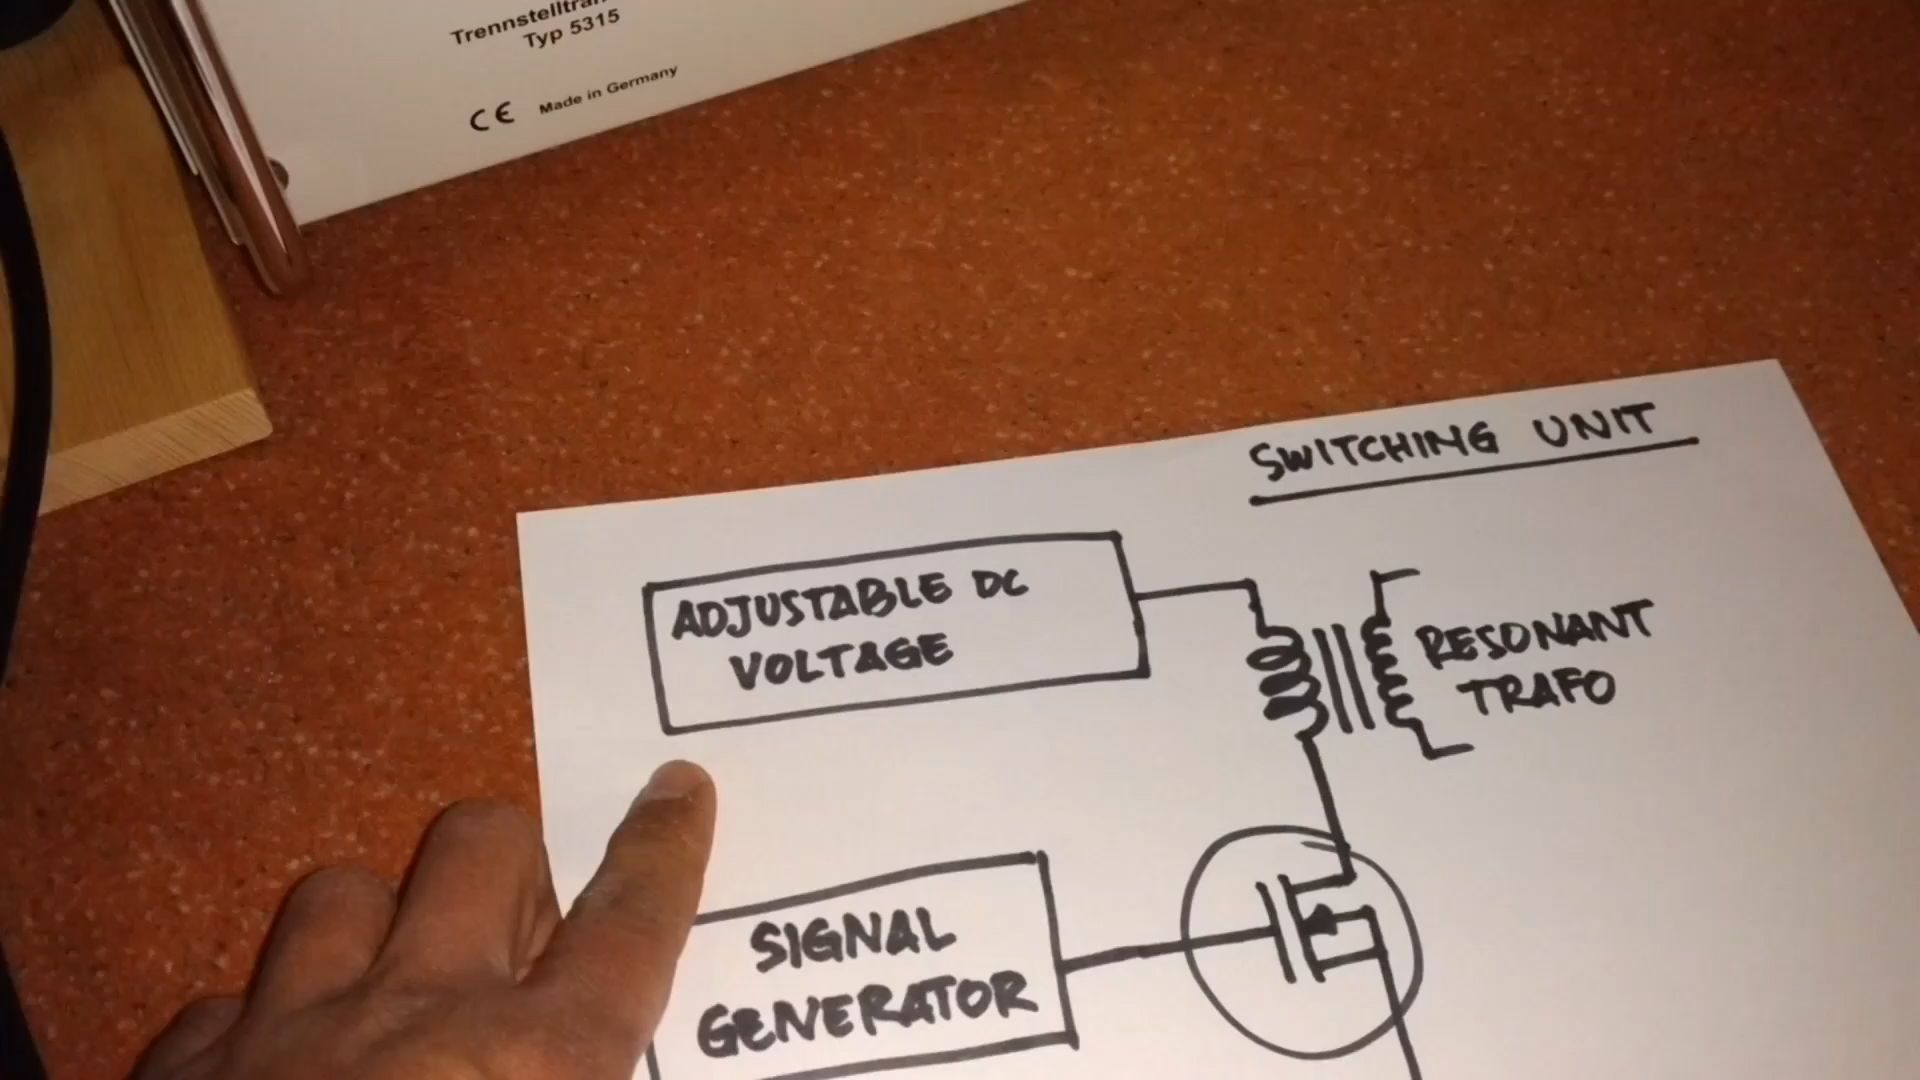 Typ 5315
CE Made in Germany
SWITCHING UNIT
ADJUSTABLE DC
VOLTAGE
RESONANT
TRAFO
SIGNAL
GENERATOR